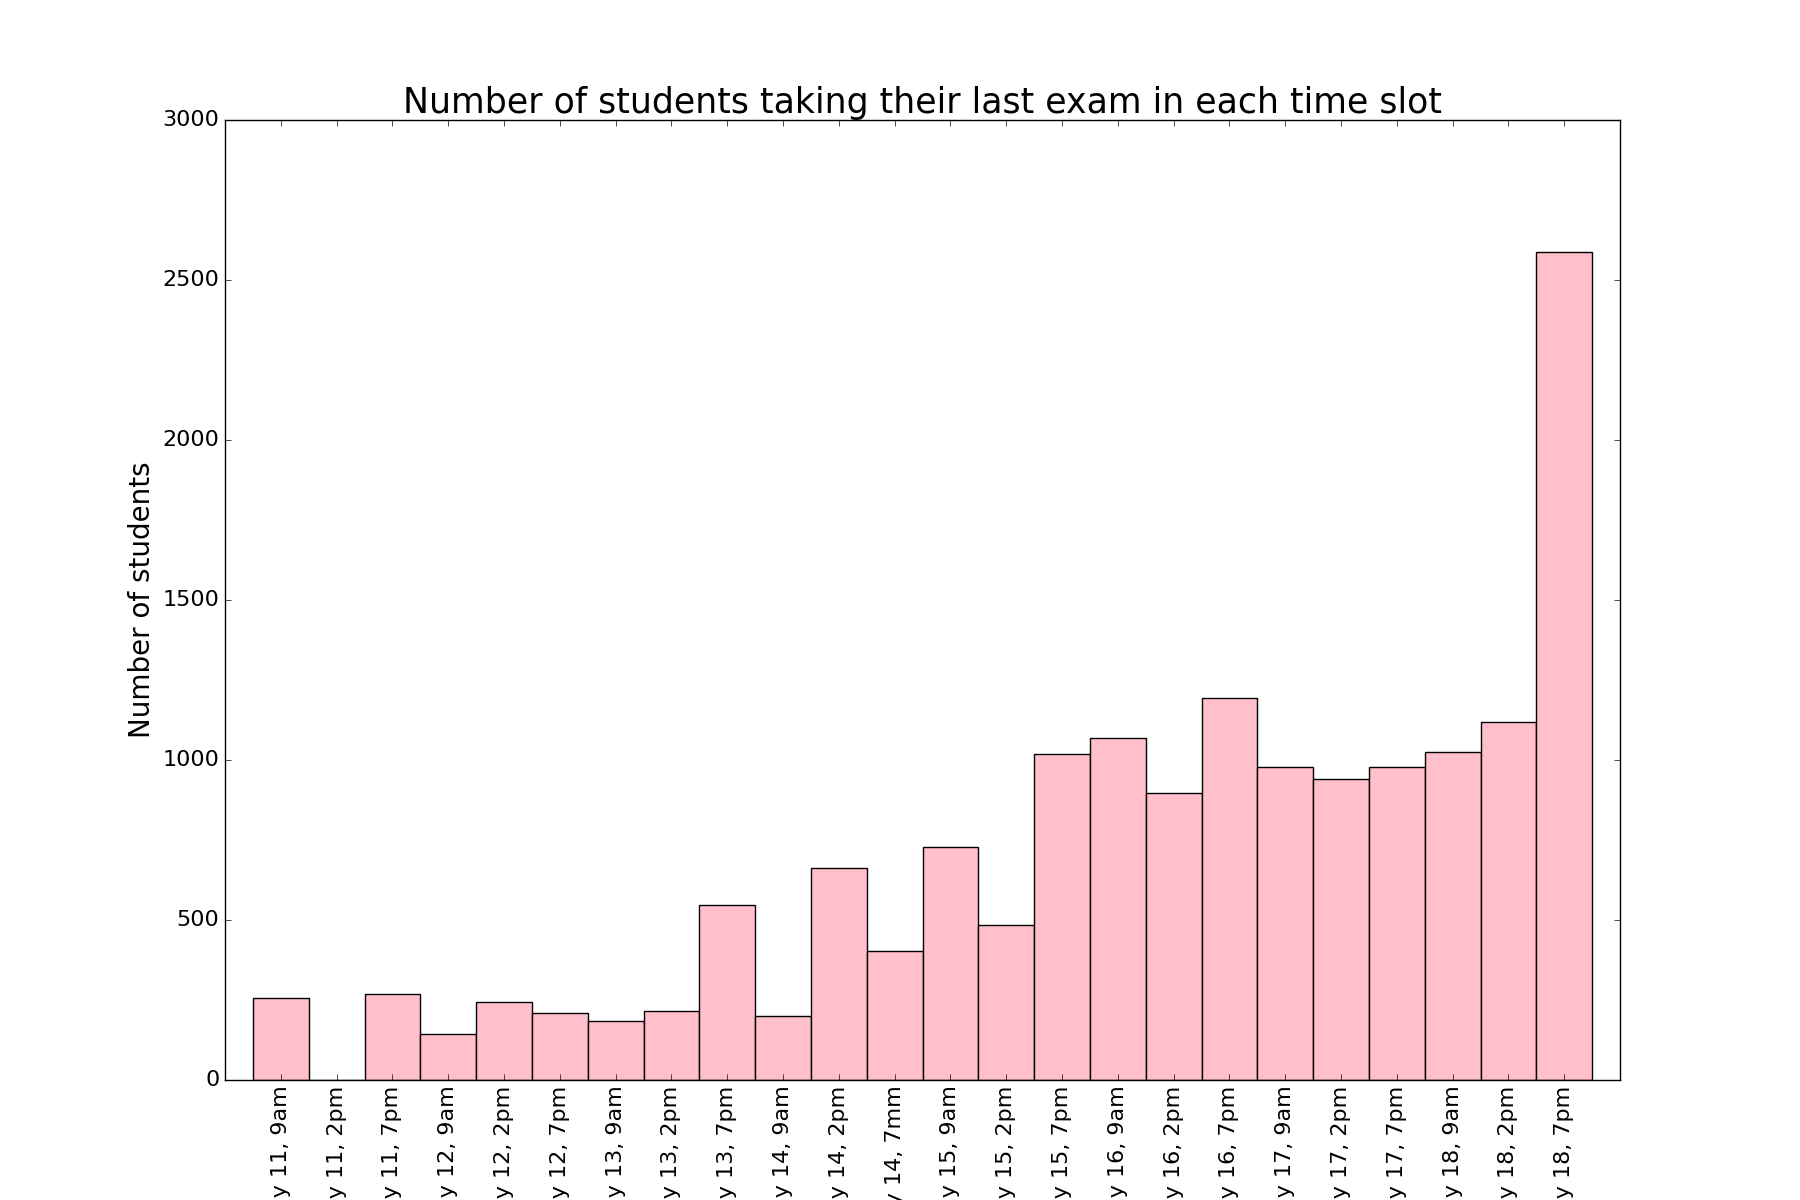 Number of students taking their last exam in each time slot
Number of students
3000
2500
2000
1500
1000
500
0
y 11, 9am
y 11, 2pm
y 11, 7pm
y 12, 9am
y 12, 2pm
y 12, 7pm
y 13, 9am
y 13, 2pm
y 13, 7pm
y 14, 9am
y 14, 2pm
y 14, 7mm
y 15, 9am
y 15, 2pm
y 15, 7pm
y 16, 9am
y 16, 2pm
y 16, 7pm
y 17, 9am
y 17, 2pm
y 17, 7pm
y 18, 9am
y 18, 2pm
y 18, 7pm